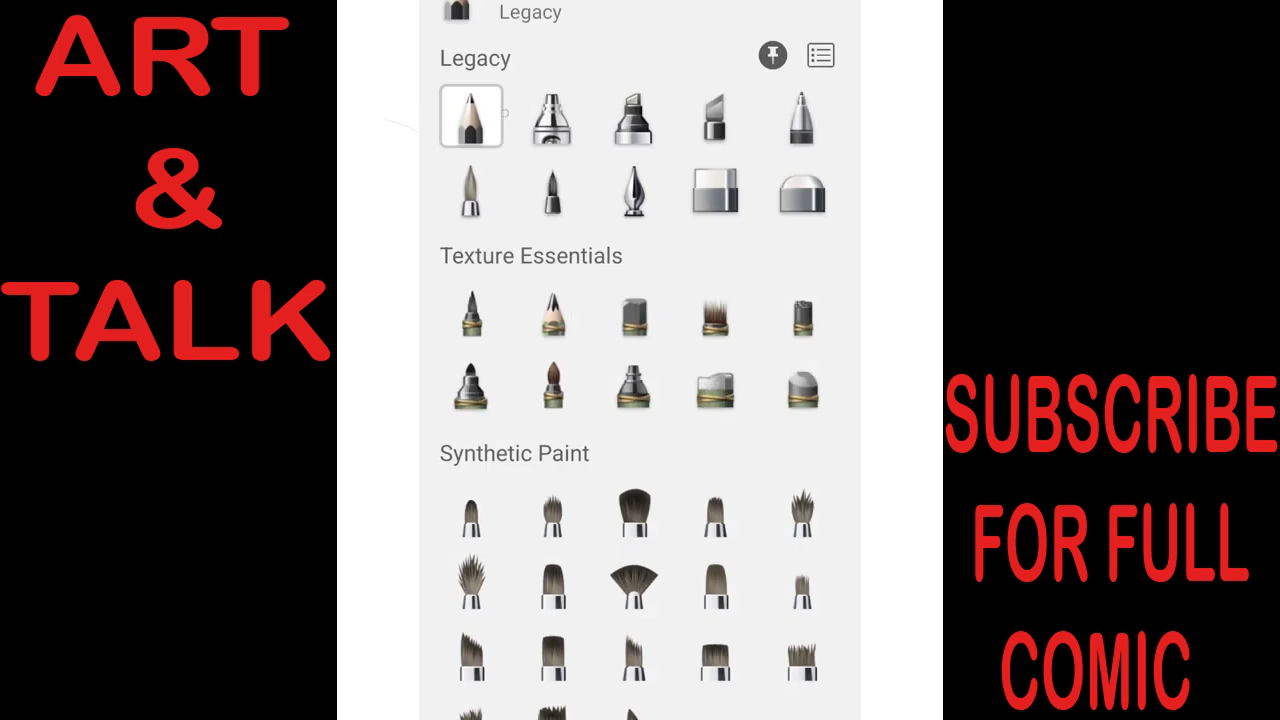 ART
&
TALK
Legacy
Legacy
Texture Essentials
Synthetic Paint
SUBSCRIBE
FOR FULL
COMIC